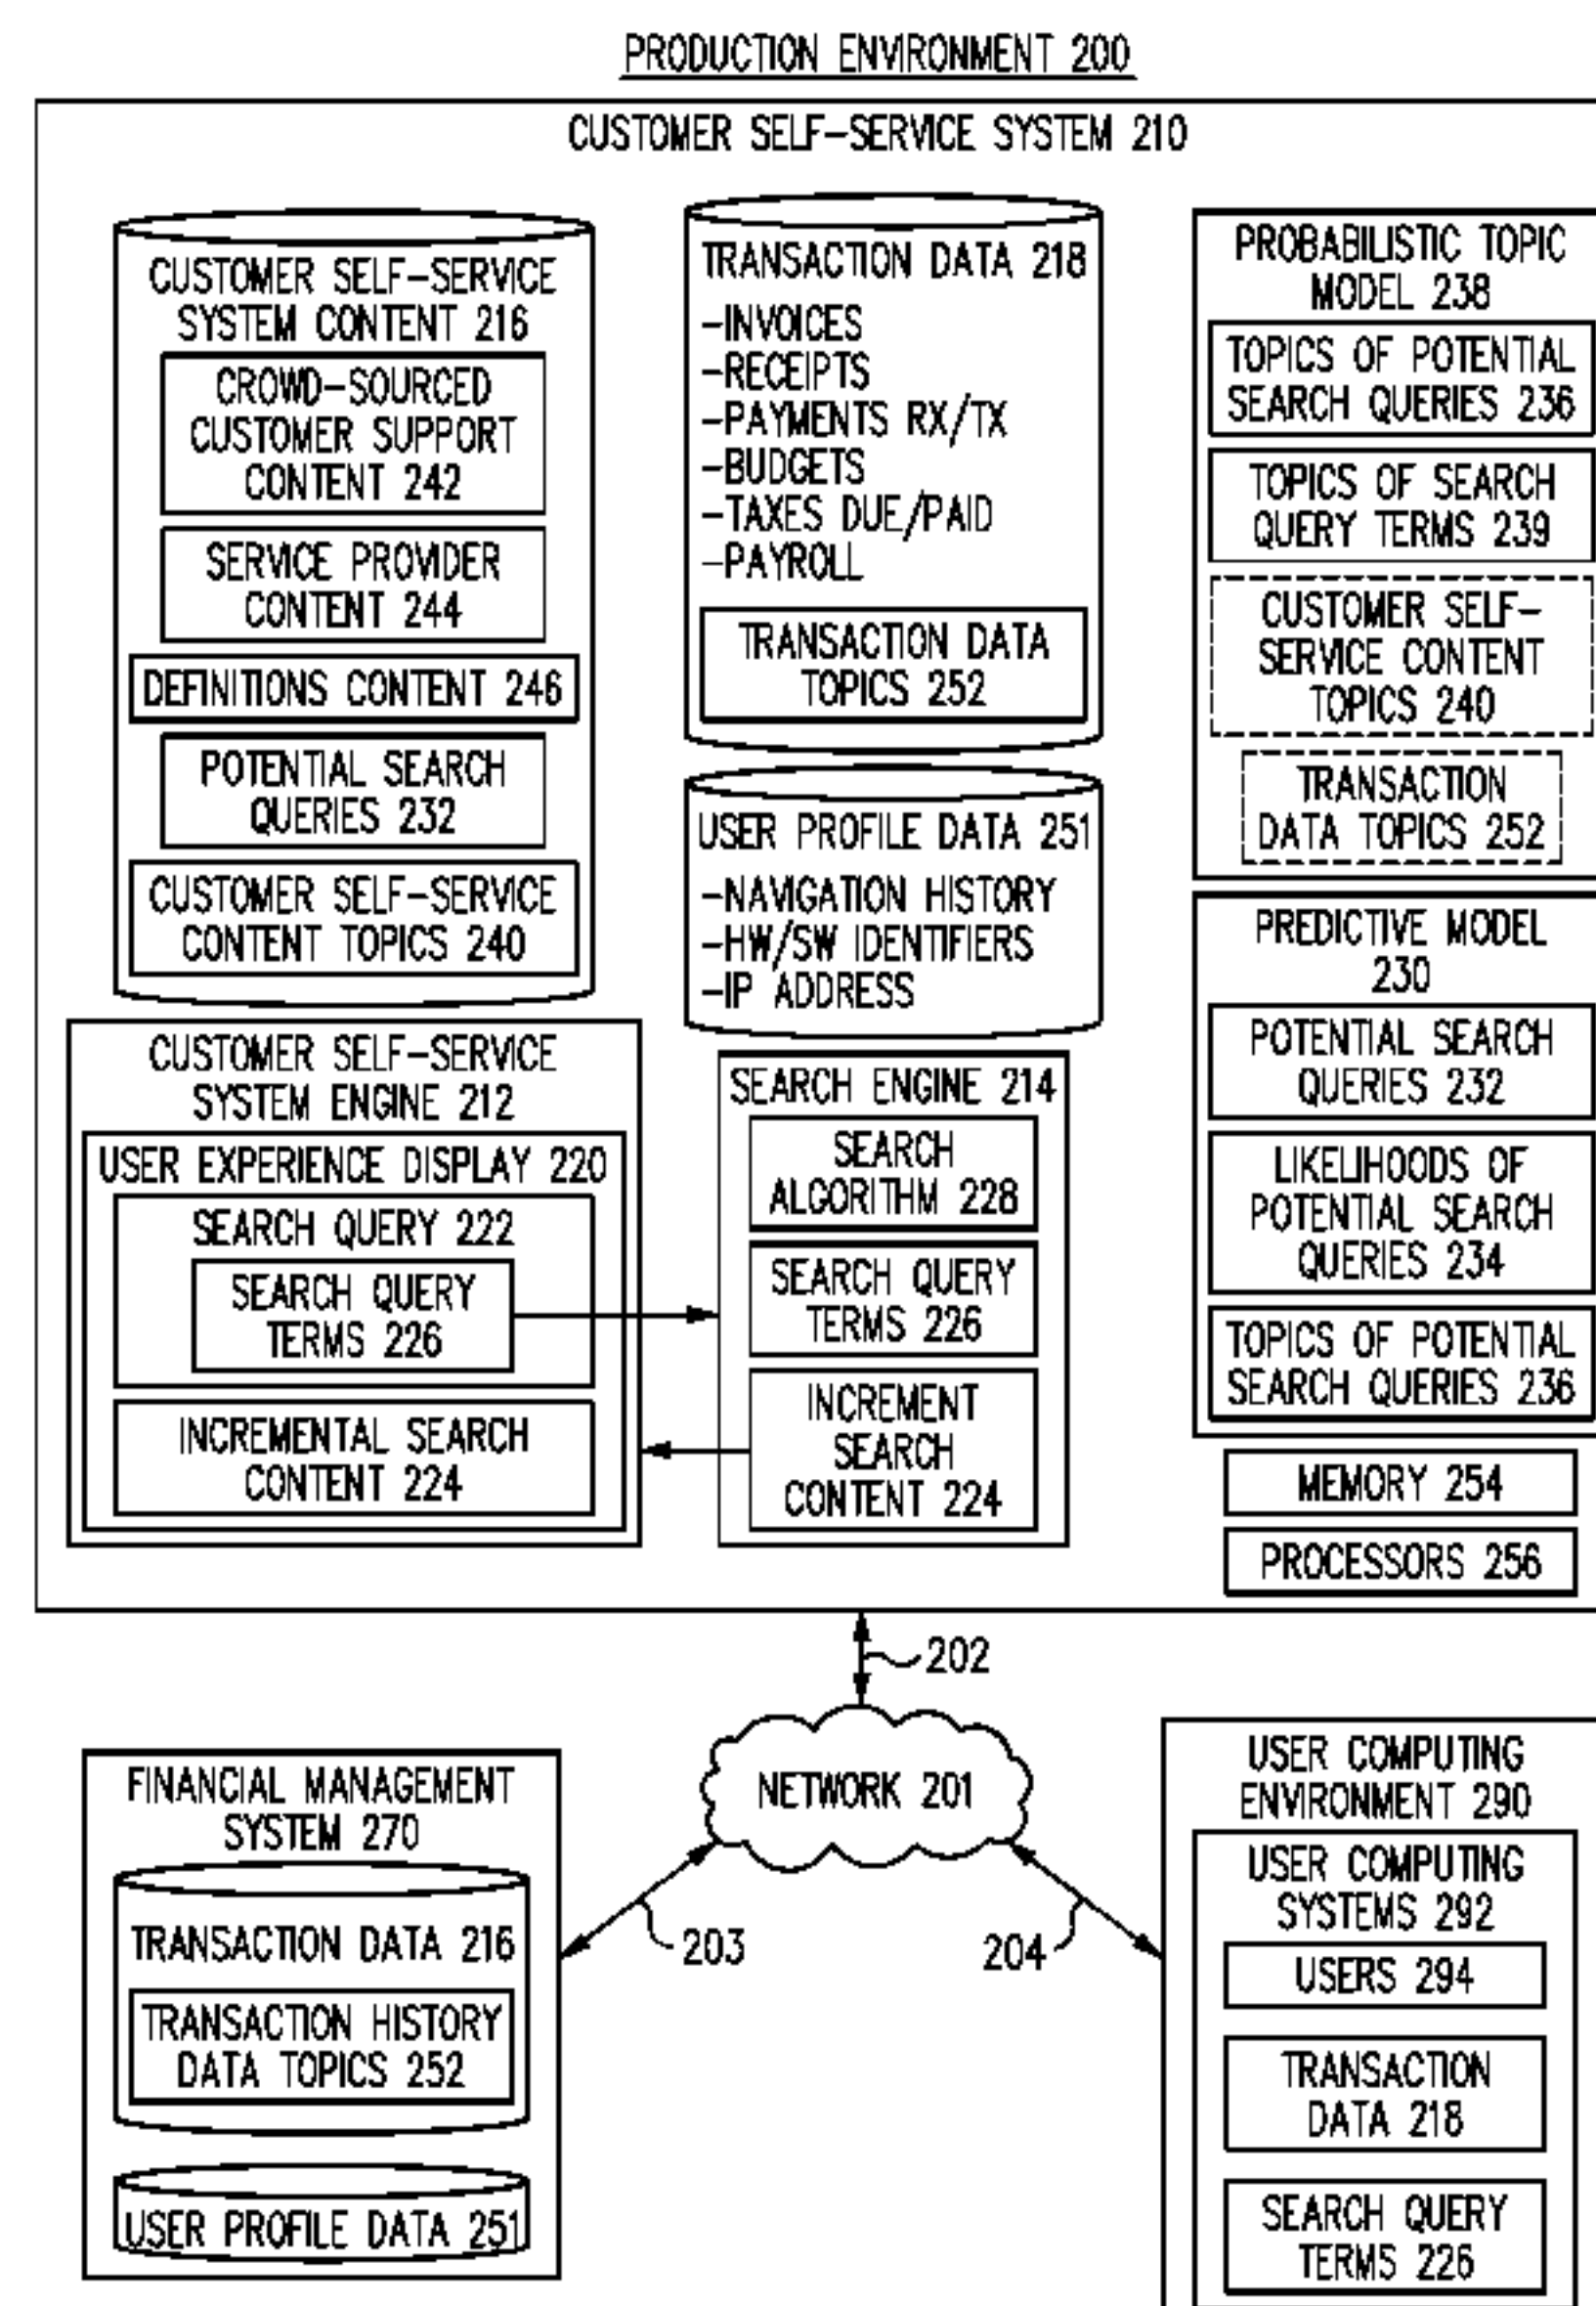 PRODUCTION ENVIRONMENT 200
CUSTOMER SELF-SERVICE SYSTEM 210
CUSTOMER SELF-SERVICE
SYSTEM CONTENT 216
CROWD-SOURCED
CUSTOMER SUPPORT
CONTENT 242
SERVICE PROVIDER
CONTENT 244
DEFINITIONS CONTENT 246
POTENTIAL SEARCH
QUERIES 232
CUSTOMER SELF-SERVICE
CONTENT TOPICS 240
TRANSACTION DATA 218
-INVOICES
-RECEIPTS
-PAYMENTS RX/TX
-BUDGETS
-TAXES DUE/PAID
-PAYROLL
TRANSACTION DATA
TOPICS 252
USER PROFILE DATA 251
-NAVIGATION HISTORY
-HW/SW IDENTIFIERS
-IP ADDRESS
PROBABILISTIC TOPIC
MODEL 238
TOPICS OF POTENTIAL
SEARCH QUERIES 236
TOPICS OF SEARCH
QUERY TERMS 239
CUSTOMER SELF-
SERVICE CONTENT
TOPICS 240
TRANSACTION
DATA TOPICS 252
PREDICTIVE MODEL
230
POTENTIAL SEARCH
QUERIES 232
LIKELIHOODS OF
POTENTIAL SEARCH
QUERIES 234
TOPICS OF POTENTIAL
SEARCH QUERIES 236
MEMORY 254
PROCESSORS 256
CUSTOMER SELF-SERVICE
SYSTEM ENGINE 212
USER EXPERIENCE DISPLAY 220
SEARCH QUERY 222
SEARCH QUERY
TERMS 226
INCREMENTAL SEARCH
CONTENT 224
SEARCH ENGINE 214
SEARCH
ALGORITHM 228
SEARCH QUERY
TERMS 226
INCREMENT
SEARCH
CONTENT 224
202
NETWORK 201
203
204
FINANCIAL MANAGEMENT
SYSTEM 270
TRANSACTION DATA 216
TRANSACTION HISTORY
DATA TOPICS 252
USER PROFILE DATA 251
USER COMPUTING
ENVIRONMENT 290
USER COMPUTING
SYSTEMS 292
USERS 294
TRANSACTION
DATA 218
SEARCH QUERY
TERMS 226